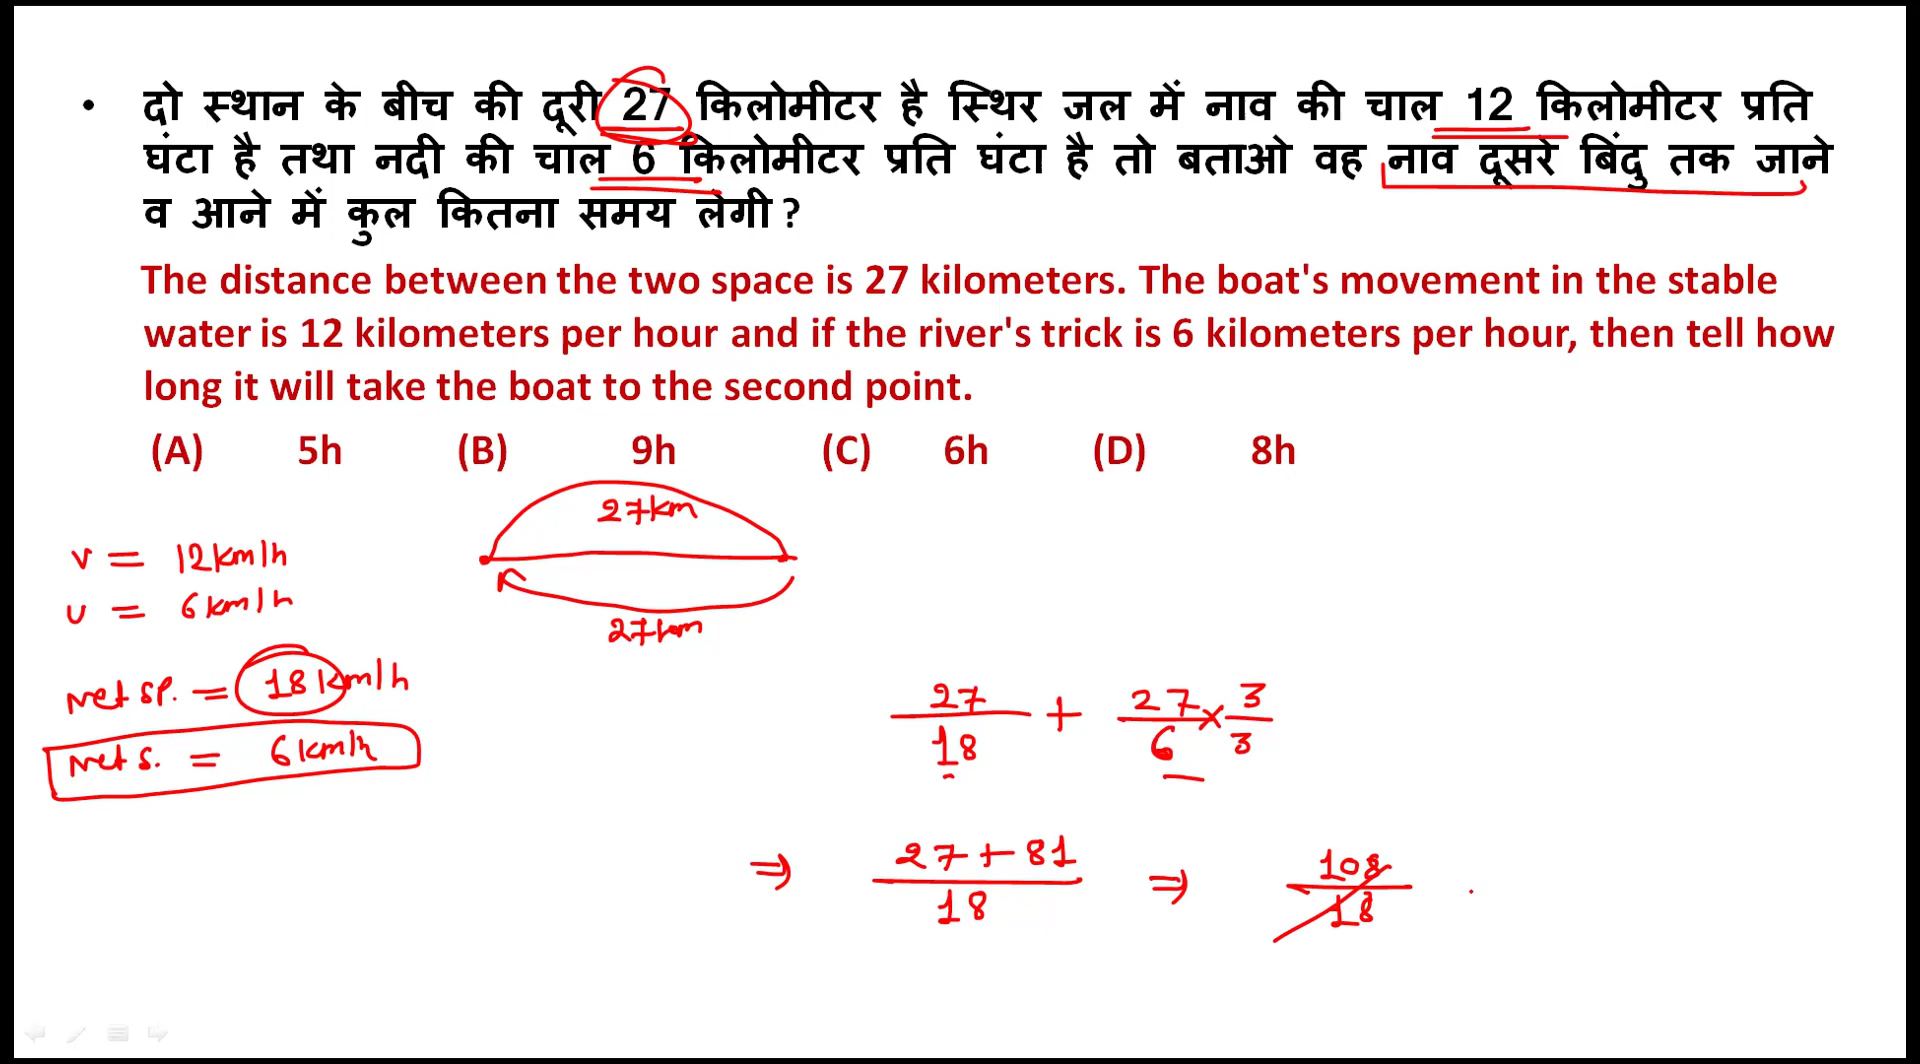 • दो स्थान के बीच की दूरी 27 किलोमीटर है स्थिर जल में नाव की चाल 12 किलोमीटर प्रति
घंटा है तथा नदी की चाल 6 किलोमीटर प्रति घंटा है तो बताओ वह नाव दूसरे बिंदु तक जाने
व आने में कुल कितना समय लेगी ?
The distance between the two space is 27 kilometers. The boat's movement in the stable
water is 12 kilometers per hour and if the river's trick is 6 kilometers per hour, then tell how
long it will take the boat to the second point.
(A) 5h (B) 9h (C) 6h (D) 8h
27km
v = 12km/h
u = 6km/h
27km
net sp. = 18km/h
net s. = 6km/h
27/18 + 27/6 × 3/3
⇒ 27+81/18 ⇒ 108/18